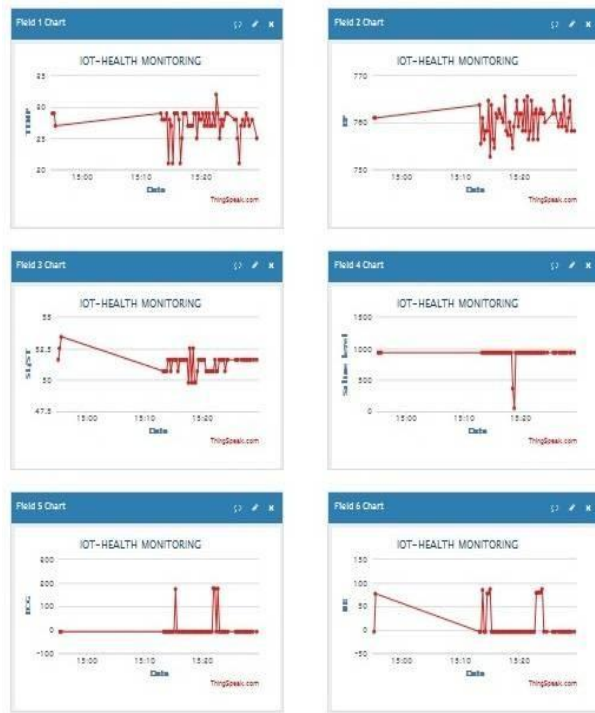 Field 1 Chart
IOT-HEALTH MONITORING
TEMP
35
30
25
20
15:00 15:10 15:20
Date
ThingSpeak.com
Field 2 Chart
IOT-HEALTH MONITORING
BP
770
760
750
15:00 15:10 15:20
Date
ThingSpeak.com
Field 3 Chart
IOT-HEALTH MONITORING
55
52.5
50
47.5
15:00 15:10 15:20
Date
ThingSpeak.com
Field 4 Chart
IOT-HEALTH MONITORING
Saline level
1500
1000
500
0
15:00 15:10 15:20
Date
ThingSpeak.com
Field 5 Chart
IOT-HEALTH MONITORING
ECG
300
200
100
0
-100
15:00 15:10 15:20
Date
ThingSpeak.com
Field 6 Chart
IOT-HEALTH MONITORING
150
100
50
0
-50
15:00 15:10 15:20
Date
ThingSpeak.com